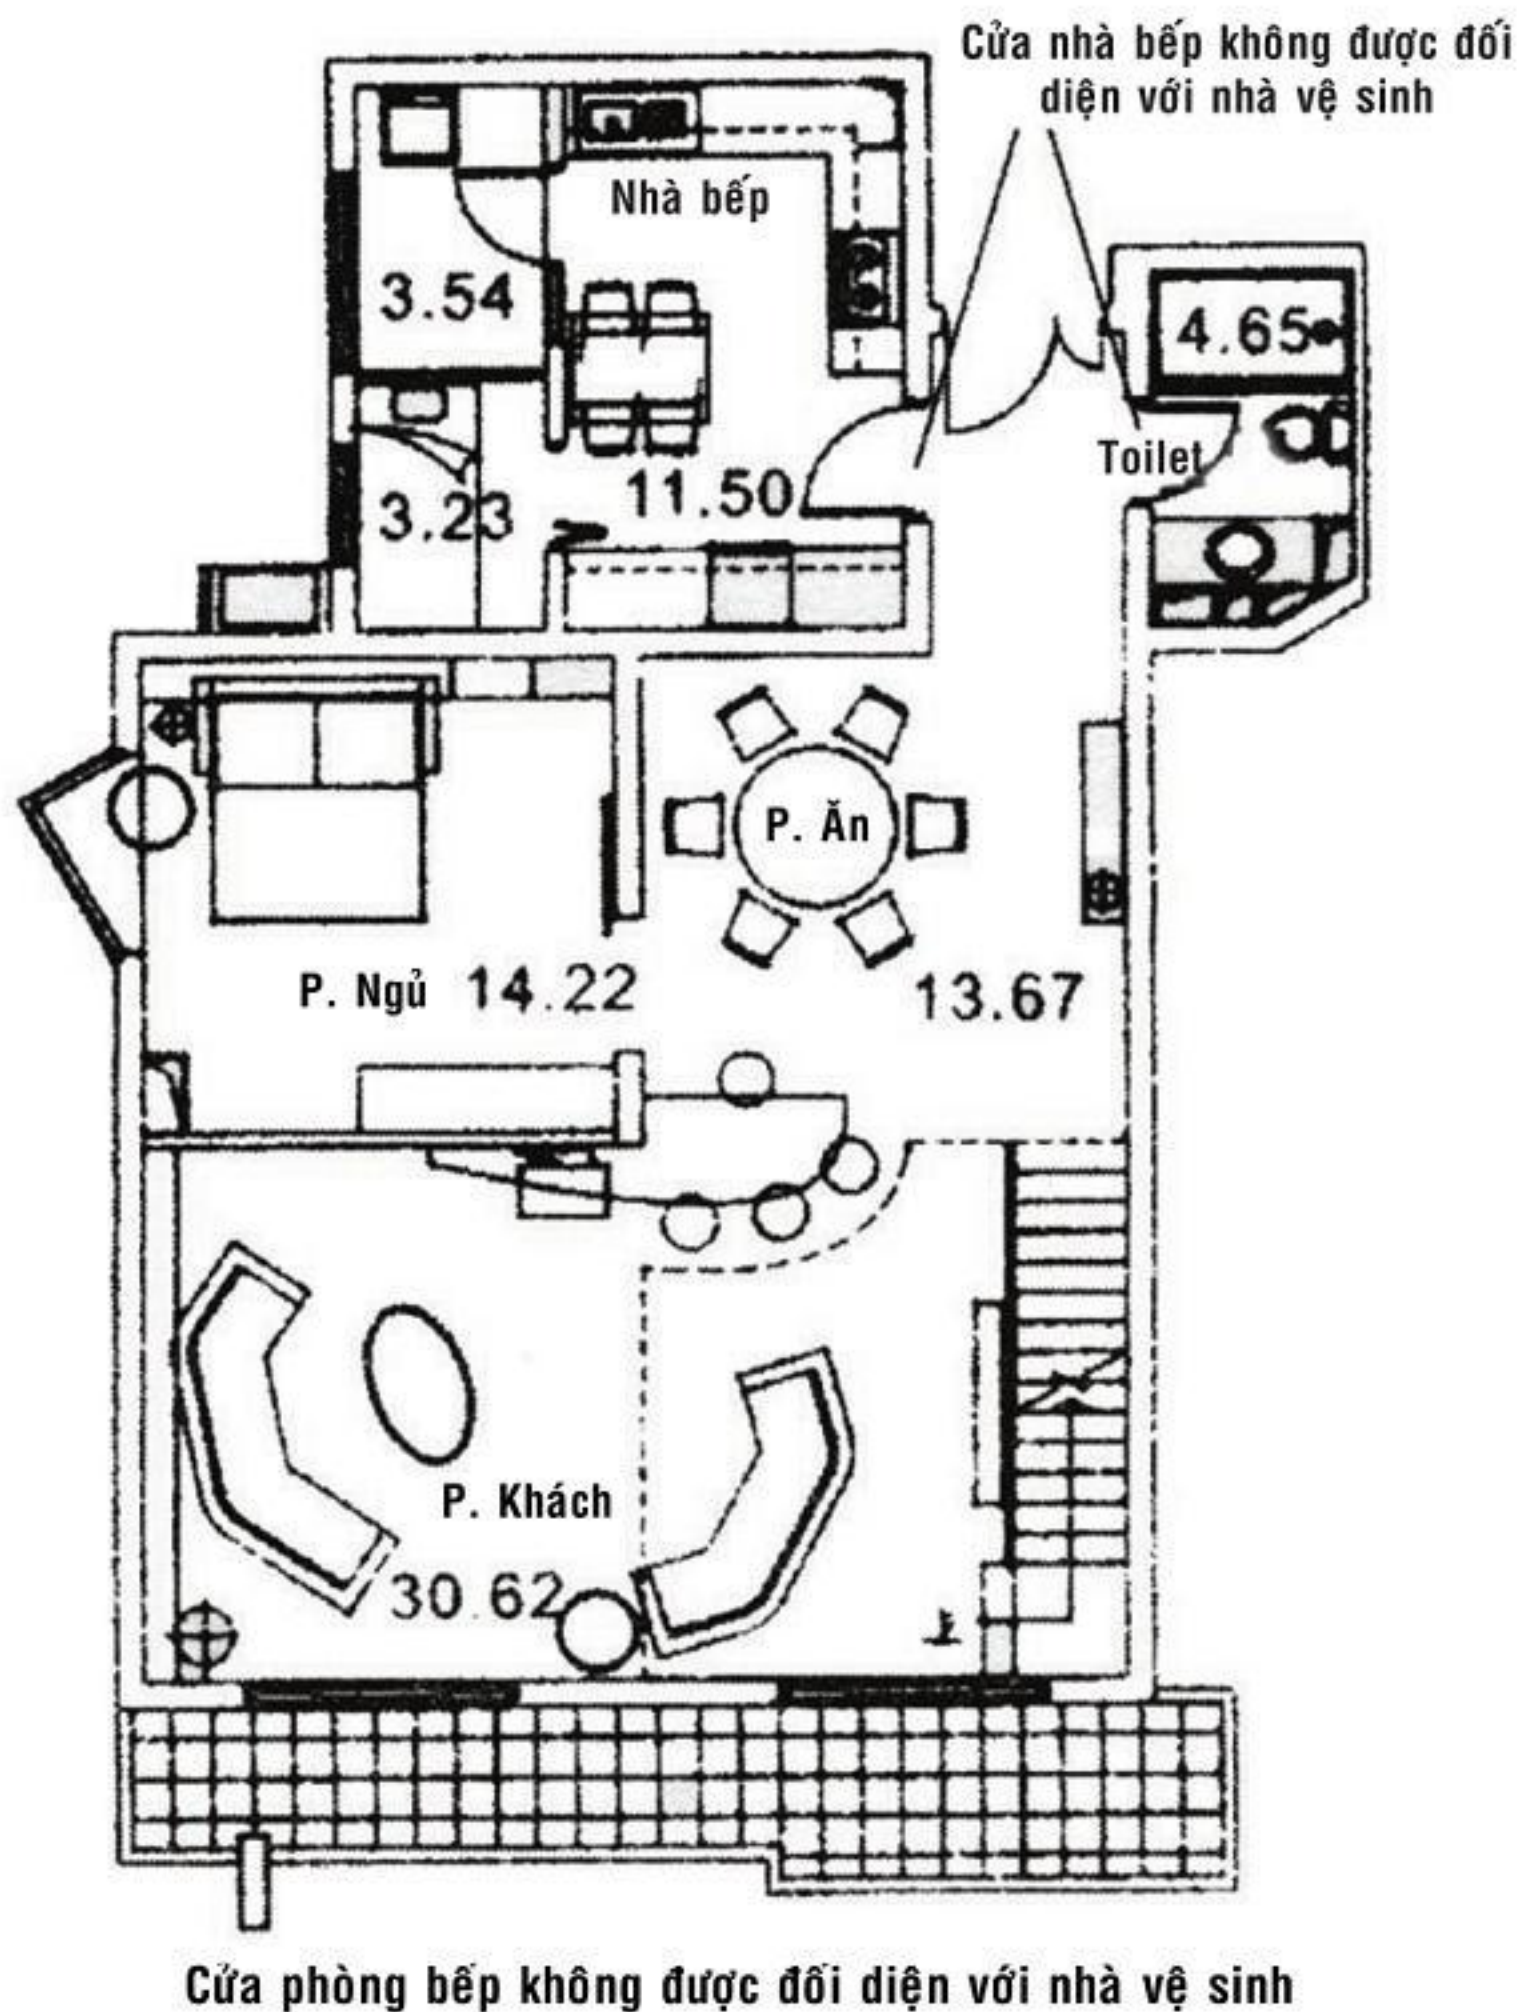 Cửa nhà bếp không được đối
diện với nhà vệ sinh
Nhà bếp
3.54
4.65
Toilet
11.50
3.23
P. Ăn
P. Ngủ 14.22
13.67
P. Khách
30.62
Cửa phòng bếp không được đối diện với nhà vệ sinh